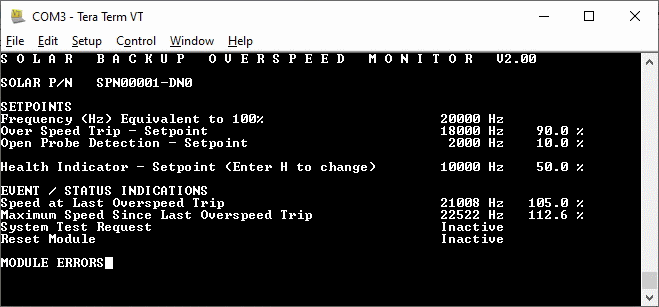 COM3 - Tera Term VT
File Edit Setup Control Window Help
S O L A R   B A C K U P   O V E R S P E E D   M O N I T O R   V2.00
SOLAR P/N   SPN00001-DN0
SETPOINTS
Frequency (Hz) Equivalent to 100%   20000 Hz
Over Speed Trip - Setpoint   18000 Hz   90.0 %
Open Probe Detection - Setpoint   2000 Hz   10.0 %
Health Indicator - Setpoint (Enter H to change)   10000 Hz   50.0 %
EVENT / STATUS INDICATIONS
Speed at Last Overspeed Trip   21008 Hz   105.0 %
Maximum Speed Since Last Overspeed Trip   22522 Hz   112.6 %
System Test Request   Inactive
Reset Module   Inactive
MODULE ERRORS